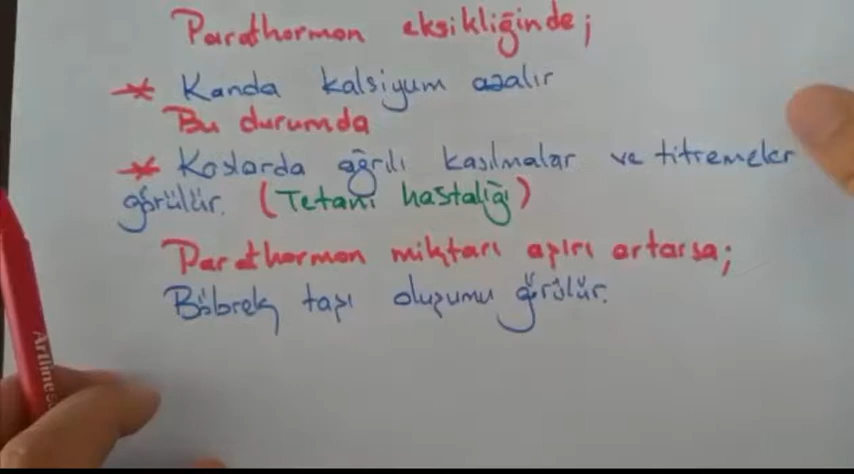 Parathormon eksikliğinde;
* Kanda kalsiyum azalır
Bu durumda
* Kaslarda ağrılı kasılmalar ve titremeler
görülür. (Tetani hastalığı)
Parathormon miktarı aşırı artarsa;
Böbrek taşı oluşumu görülür.
Artline